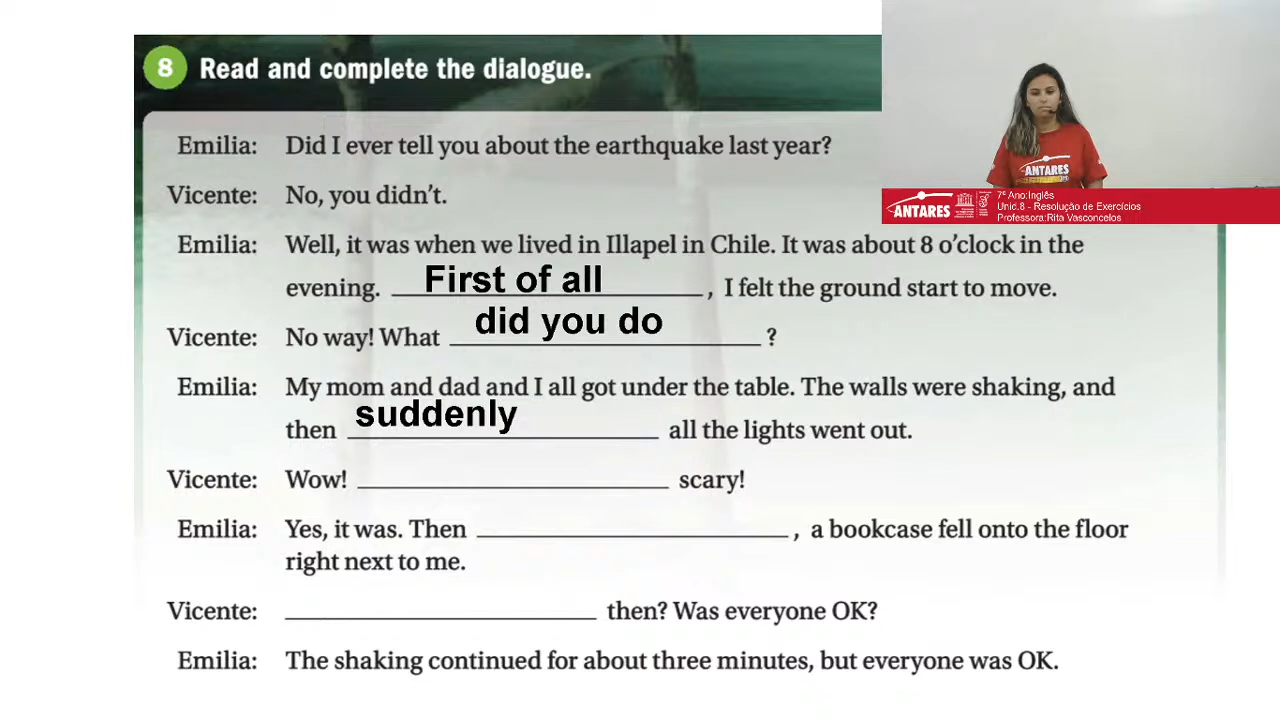 8 Read and complete the dialogue.
Emilia: Did I ever tell you about the earthquake last year?
Vicente: No, you didn't.
Emilia: Well, it was when we lived in Illapel in Chile. It was about 8 o'clock in the
evening. First of all, I felt the ground start to move.
Vicente: No way! What did you do ?
Emilia: My mom and dad and I all got under the table. The walls were shaking, and
then suddenly all the lights went out.
Vicente: Wow! ____ scary!
Emilia: Yes, it was. Then ____, a bookcase fell onto the floor
right next to me.
Vicente: ____ then? Was everyone OK?
Emilia: The shaking continued for about three minutes, but everyone was OK.
ANTARES
ANTARES
7º Ano:Inglês
Unid.8 - Resolução de Exercícios
Professora:Rita Vasconcelos